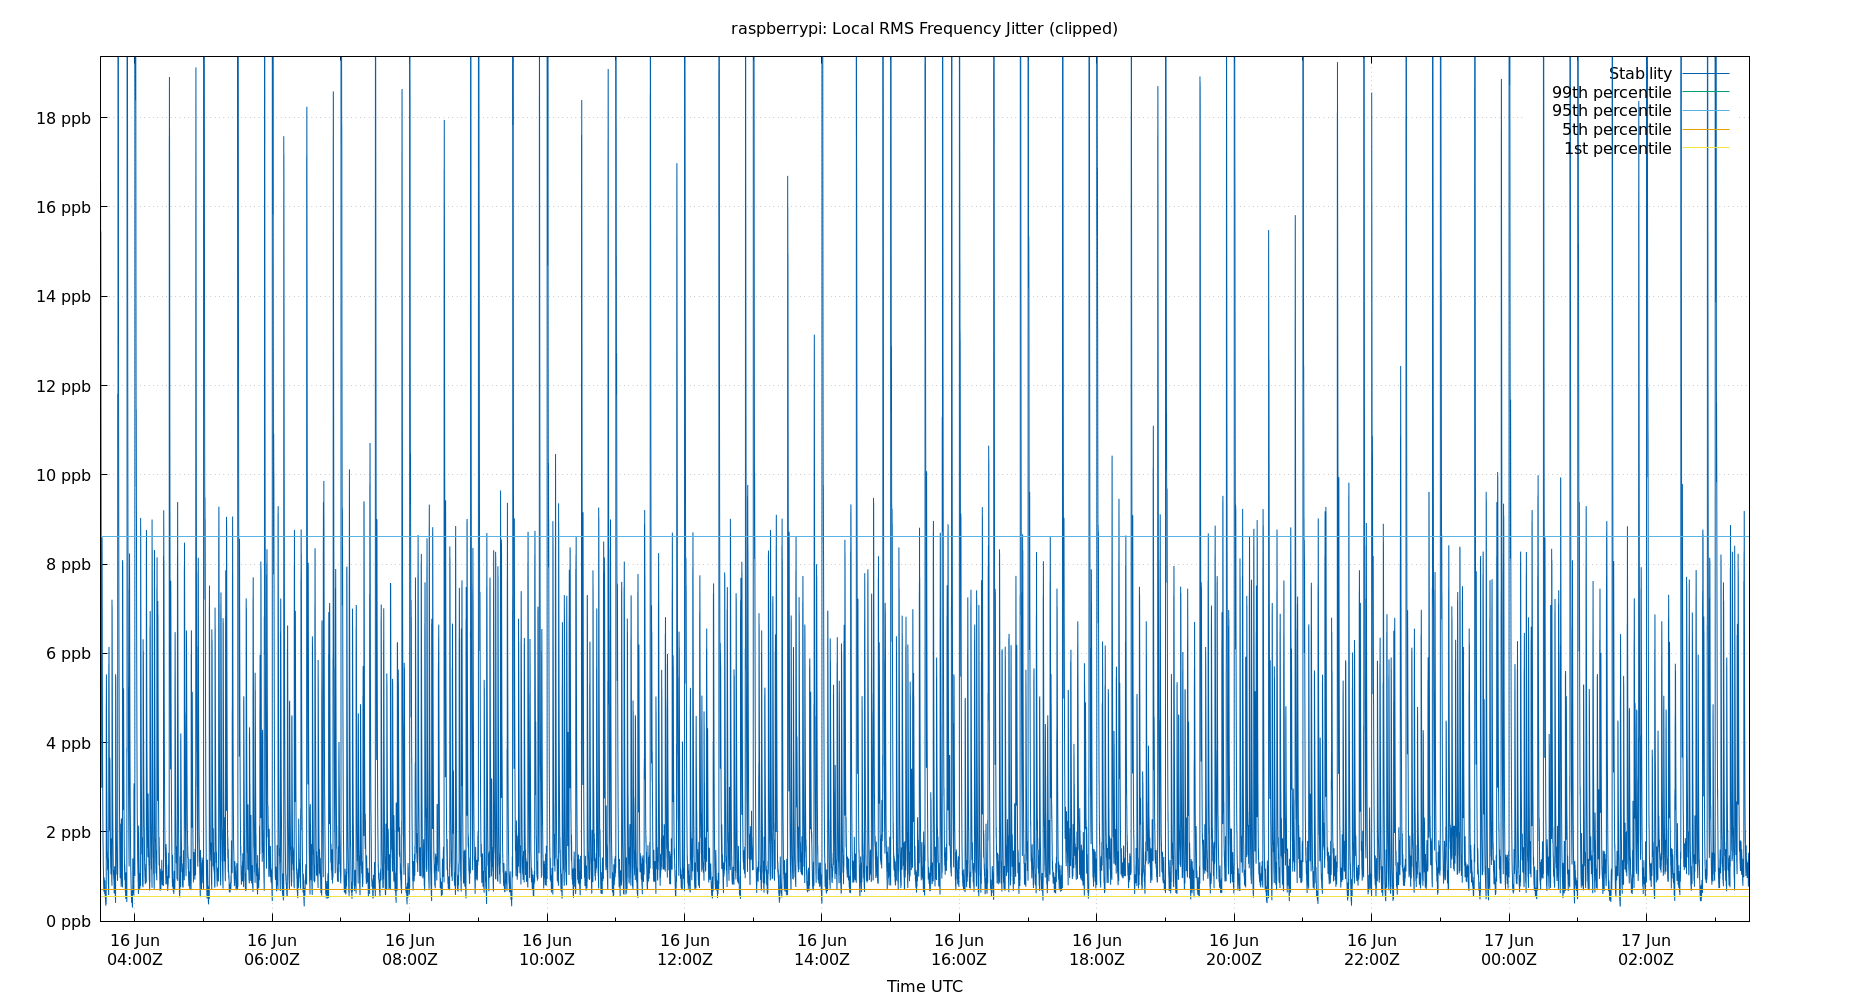 raspberrypi: Local RMS Frequency Jitter (clipped)
Stability
99th percentile
95th percentile
5th percentile
1st percentile
18 ppb
16 ppb
14 ppb
12 ppb
10 ppb
8 ppb
6 ppb
4 ppb
2 ppb
0 ppb
16 Jun 16 Jun 16 Jun 16 Jun 16 Jun 16 Jun 16 Jun 16 Jun 16 Jun 16 Jun 17 Jun 17 Jun
04:00Z 06:00Z 08:00Z 10:00Z 12:00Z 14:00Z 16:00Z 18:00Z 20:00Z 22:00Z 00:00Z 02:00Z
Time UTC